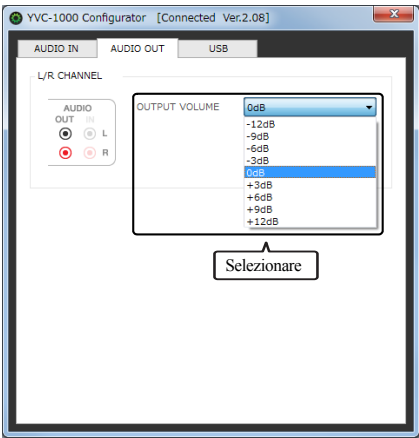 YVC-1000 Configurator [Connected Ver.2.08]
AUDIO IN AUDIO OUT USB
L/R CHANNEL
AUDIO
OUT IN
L
R
OUTPUT VOLUME 0dB
-12dB
-9dB
-6dB
-3dB
0dB
+3dB
+6dB
+9dB
+12dB
Selezionare